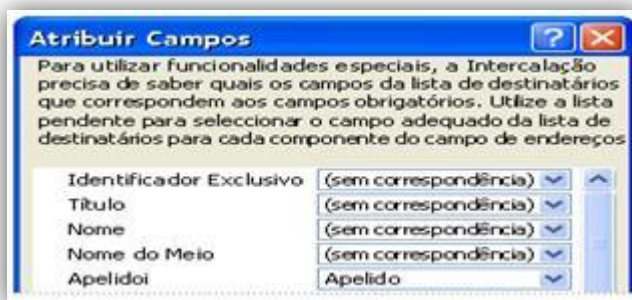 Atribuir Campos
Para utilizar funcionalidades especiais, a Intercalação
precisa de saber quais os campos da lista de destinatários
que correspondem aos campos obrigatórios. Utilize a lista
pendente para seleccionar o campo adequado da lista de
destinatários para cada componente do campo de endereços
Identificador Exclusivo (sem correspondência)
Título (sem correspondência)
Nome (sem correspondência)
Nome do Meio (sem correspondência)
Apelidoi Apelido